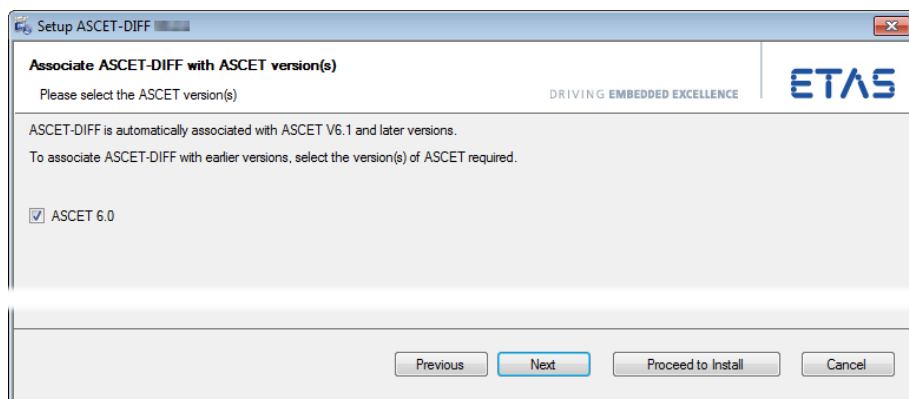 Setup ASCET-DIFF
Associate ASCET-DIFF with ASCET version(s)
Please select the ASCET version(s)
DRIVING EMBEDDED EXCELLENCE
ETAS
ASCET-DIFF is automatically associated with ASCET V6.1 and later versions.
To associate ASCET-DIFF with earlier versions, select the version(s) of ASCET required.
ASCET 6.0
Previous Next Proceed to Install Cancel